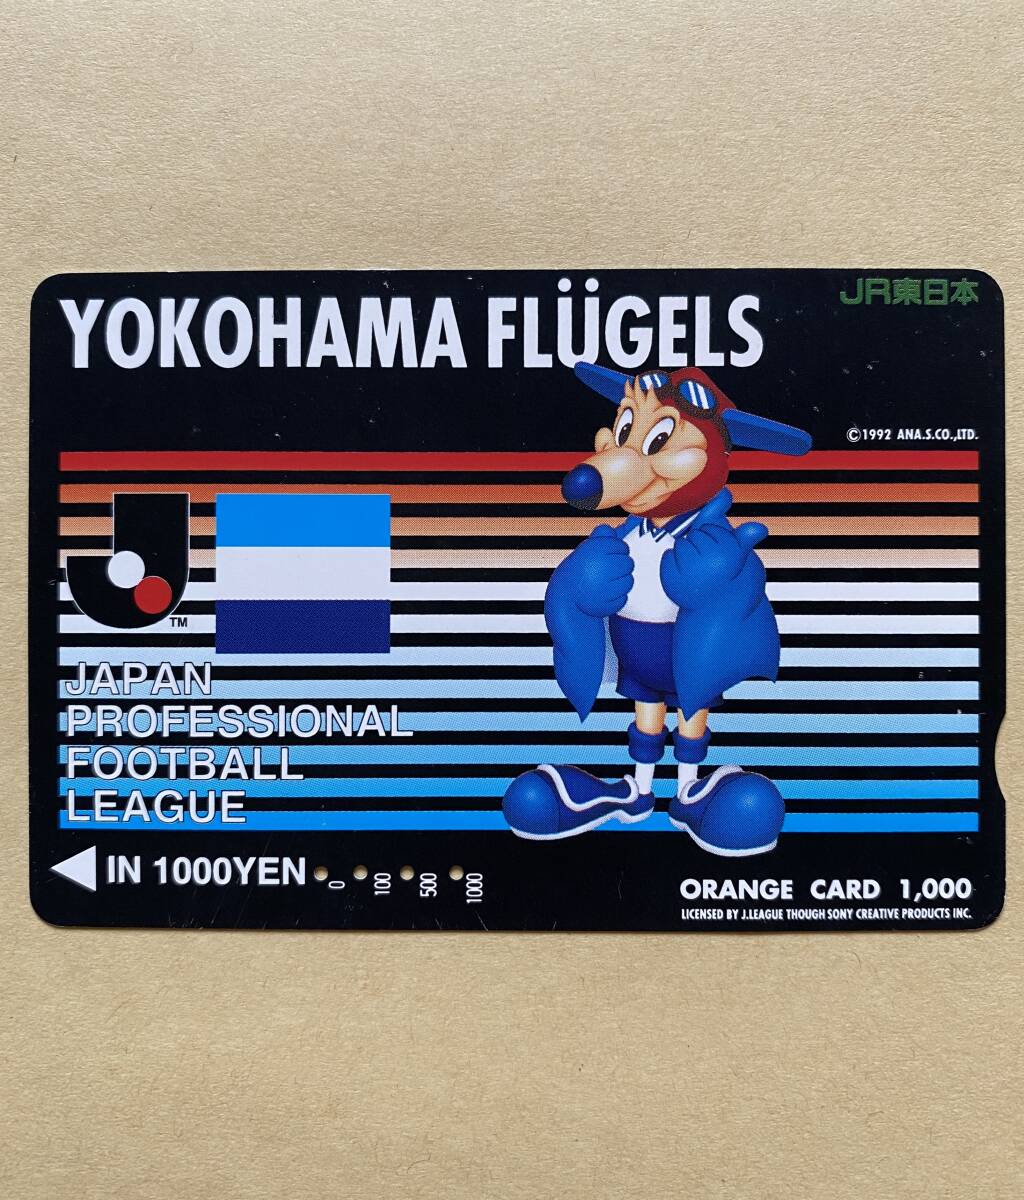 YOKOHAMA FLÜGELS
JR東日本
©1992 ANA.S.CO.,LTD.
TM
JAPAN
PROFESSIONAL
FOOTBALL
LEAGUE
IN 1000YEN
0
100
500
1000
ORANGE CARD 1,000
LICENSED BY J.LEAGUE THOUGH SONY CREATIVE PRODUCTS INC.